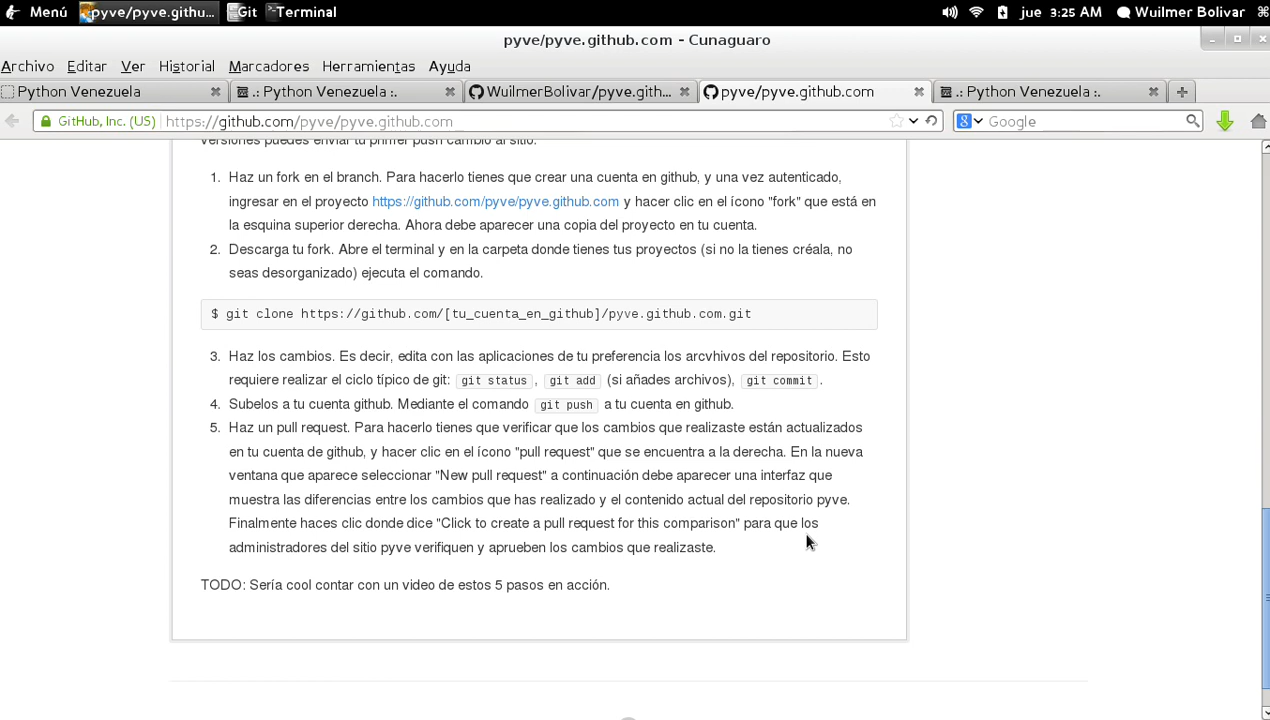 Menú pyve/pyve.githu... Git Terminal jue 3:25 AM Wuilmer Bolivar
pyve/pyve.github.com - Cunaguaro
Archivo Editar Ver Historial Marcadores Herramientas Ayuda
Python Venezuela .: Python Venezuela :. WuilmerBolivar/pyve.gith... pyve/pyve.github.com .: Python Venezuela :.
GitHub, Inc. (US) https://github.com/pyve/pyve.github.com Google
versiones puedes enviar tu primer push cambio al sitio.
1. Haz un fork en el branch. Para hacerlo tienes que crear una cuenta en github, y una vez autenticado,
ingresar en el proyecto https://github.com/pyve/pyve.github.com y hacer clic en el ícono "fork" que está en
la esquina superior derecha. Ahora debe aparecer una copia del proyecto en tu cuenta.
2. Descarga tu fork. Abre el terminal y en la carpeta donde tienes tus proyectos (si no la tienes créala, no
seas desorganizado) ejecuta el comando.
$ git clone https://github.com/[tu_cuenta_en_github]/pyve.github.com.git
3. Haz los cambios. Es decir, edita con las aplicaciones de tu preferencia los arcvhivos del repositorio. Esto
requiere realizar el ciclo típico de git: git status, git add (si añades archivos), git commit.
4. Subelos a tu cuenta github. Mediante el comando git push a tu cuenta en github.
5. Haz un pull request. Para hacerlo tienes que verificar que los cambios que realizaste están actualizados
en tu cuenta de github, y hacer clic en el ícono "pull request" que se encuentra a la derecha. En la nueva
ventana que aparece seleccionar "New pull request" a continuación debe aparecer una interfaz que
muestra las diferencias entre los cambios que has realizado y el contenido actual del repositorio pyve.
Finalmente haces clic donde dice "Click to create a pull request for this comparison" para que los
administradores del sitio pyve verifiquen y aprueben los cambios que realizaste.
TODO: Sería cool contar con un video de estos 5 pasos en acción.